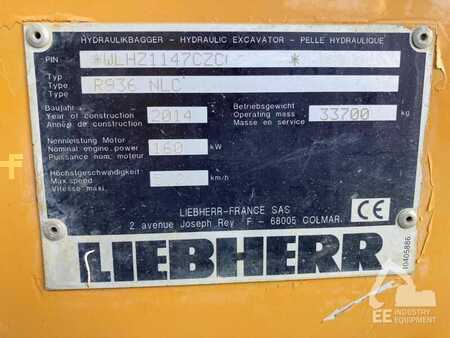 HYDRAULIKBAGGER - HYDRAULIC EXCAVATOR - PELLE HYDRAULIQUE
PIN *WLHZ1147CZC *
Typ
Type R936 NLC
Type
Baujahr
Year of construction 2014
Année de construction
Betriebsgewicht
Operating mass 33700 kg
Masse en service
Nennleistung Motor
Nominal engine power 160 kW
Puissance nom. moteur
Höchstgeschwindigkeit
Max.speed km/h
Vitesse maxi.
LIEBHERR-FRANCE SAS
2 avenue Joseph Rey F - 68005 COLMAR
CE
LIEBHERR
10405886
EE INDUSTRY
EQUIPMENT